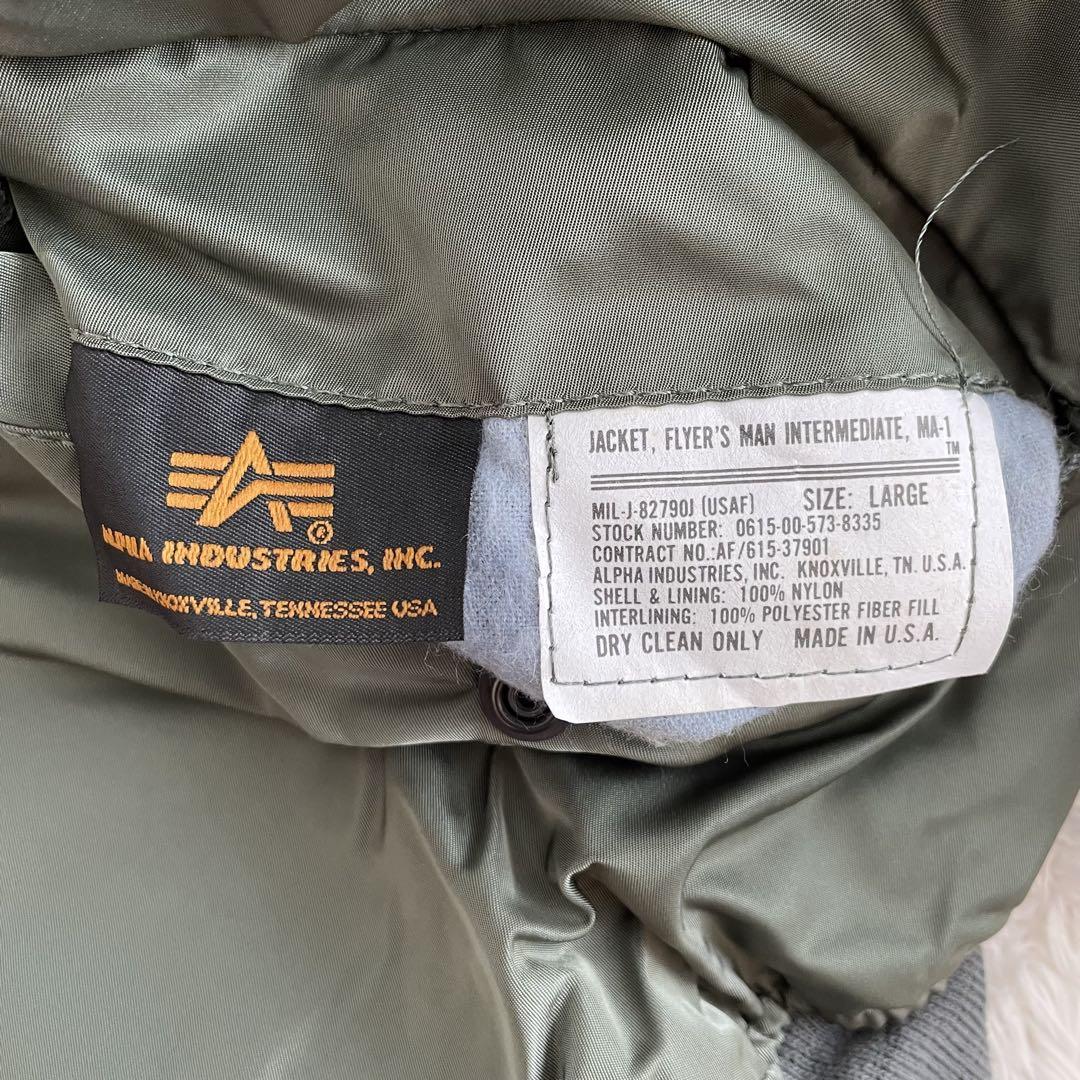 ALPHA INDUSTRIES, INC.
KNOXVILLE, TENNESSEE USA
JACKET, FLYER'S MAN INTERMEDIATE, MA-1
TM
MIL-J-82790J (USAF) SIZE: LARGE
STOCK NUMBER: 0615-00-573-8335
CONTRACT NO.:AF/615-37901
ALPHA INDUSTRIES, INC. KNOXVILLE, TN. U.S.A.
SHELL & LINING: 100% NYLON
INTERLINING: 100% POLYESTER FIBER FILL
DRY CLEAN ONLY MADE IN U.S.A.